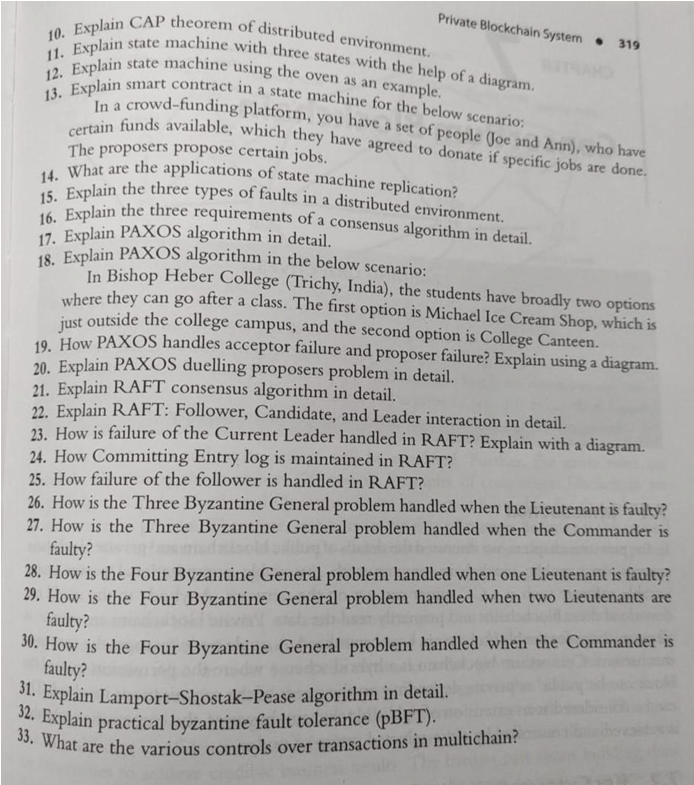 Private Blockchain System • 319
10. Explain CAP theorem of distributed environment.
11. Explain state machine with three states with the help of a diagram.
12. Explain state machine using the oven as an example.
13. Explain smart contract in a state machine for the below scenario:
In a crowd-funding platform, you have a set of people (Joe and Ann), who have
certain funds available, which they have agreed to donate if specific jobs are done.
The proposers propose certain jobs.
14. What are the applications of state machine replication?
15. Explain the three types of faults in a distributed environment.
16. Explain the three requirements of a consensus algorithm in detail.
17. Explain PAXOS algorithm in detail.
18. Explain PAXOS algorithm in the below scenario:
In Bishop Heber College (Trichy, India), the students have broadly two options
where they can go after a class. The first option is Michael Ice Cream Shop, which is
just outside the college campus, and the second option is College Canteen.
19. How PAXOS handles acceptor failure and proposer failure? Explain using a diagram.
20. Explain PAXOS duelling proposers problem in detail.
21. Explain RAFT consensus algorithm in detail.
22. Explain RAFT: Follower, Candidate, and Leader interaction in detail.
23. How is failure of the Current Leader handled in RAFT? Explain with a diagram.
24. How Committing Entry log is maintained in RAFT?
25. How failure of the follower is handled in RAFT?
26. How is the Three Byzantine General problem handled when the Lieutenant is faulty?
27. How is the Three Byzantine General problem handled when the Commander is
faulty?
28. How is the Four Byzantine General problem handled when one Lieutenant is faulty?
29. How is the Four Byzantine General problem handled when two Lieutenants are
faulty?
30. How is the Four Byzantine General problem handled when the Commander is
faulty?
31. Explain Lamport–Shostak–Pease algorithm in detail.
32. Explain practical byzantine fault tolerance (pBFT).
33. What are the various controls over transactions in multichain?